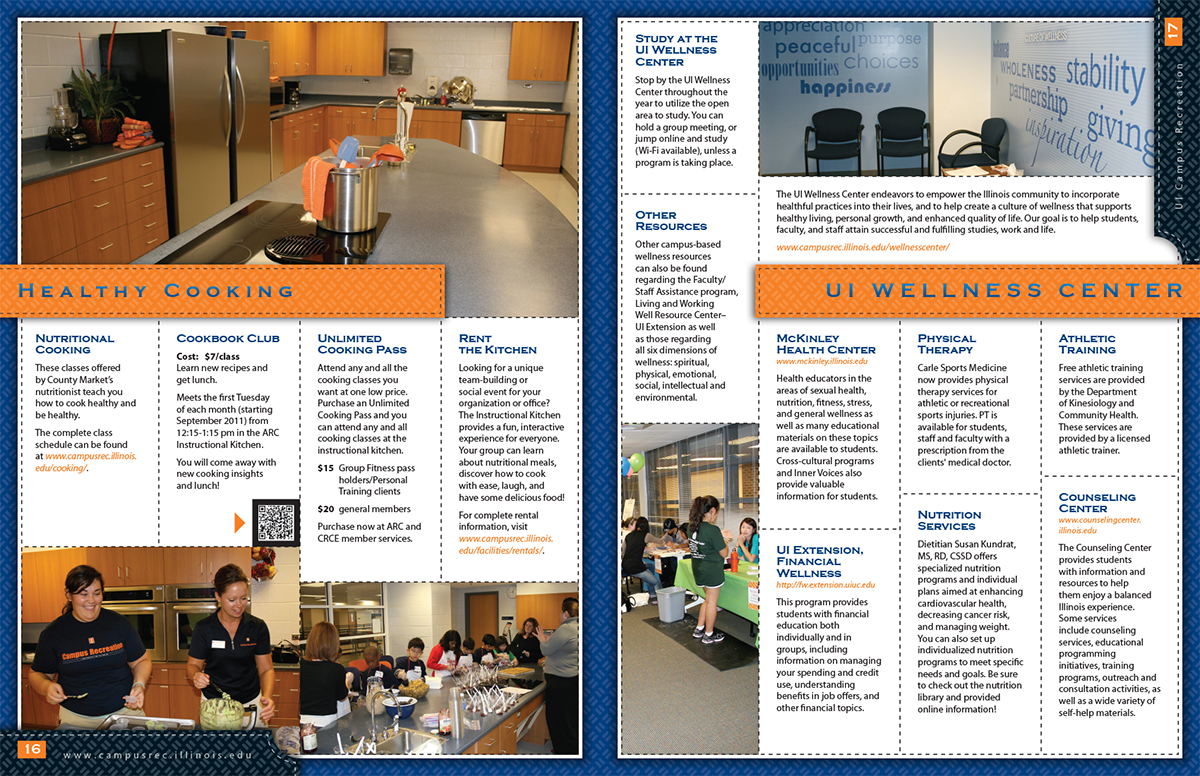 HEALTHY COOKING
NUTRITIONAL
COOKING
These classes offered
by County Market's
nutritionist teach you
how to cook healthy and
be healthy.
The complete class
schedule can be found
at www.campusrec.illinois.
edu/cooking/.
COOKBOOK CLUB
Cost: $7/class
Learn new recipes and
get lunch.
Meets the first Tuesday
of each month (starting
September 2011) from
12:15-1:15 pm in the ARC
Instructional Kitchen.
You will come away with
new cooking insights
and lunch!
UNLIMITED
COOKING PASS
Attend any and all the
cooking classes you
want at one low price.
Purchase an Unlimited
Cooking Pass and you
can attend any and all
cooking classes at the
instructional kitchen.
$15 Group Fitness pass
holders/Personal
Training clients
$20 general members
Purchase now at ARC and
CRCE member services.
RENT
THE KITCHEN
Looking for a unique
team-building or
social event for your
organization or office?
The Instructional Kitchen
provides a fun, interactive
experience for everyone.
Your group can learn
about nutritional meals,
discover how to cook
with ease, laugh, and
have some delicious food!
For complete rental
information, visit
www.campusrec.illinois.
edu/facilities/rentals/.
Campus Recreation
16
www.campusrec.illinois.edu
STUDY AT THE
UI WELLNESS
CENTER
Stop by the UI Wellness
Center throughout the
year to utilize the open
area to study. You can
hold a group meeting, or
jump online and study
(Wi-Fi available), unless a
program is taking place.
OTHER
RESOURCES
Other campus-based
wellness resources
can also be found
regarding the Faculty/
Staff Assistance program,
Living and Working
Well Resource Center–
UI Extension as well
as those regarding
all six dimensions of
wellness: spiritual,
physical, emotional,
social, intellectual and
environmental.
appreciation
peaceful purpose
opportunities choices
happiness
balance
WHOLENESS stability
partnership
giving
inspiration
17
UI Campus Recreation
The UI Wellness Center endeavors to empower the Illinois community to incorporate
healthful practices into their lives, and to help create a culture of wellness that supports
healthy living, personal growth, and enhanced quality of life. Our goal is to help students,
faculty, and staff attain successful and fulfilling studies, work and life.
www.campusrec.illinois.edu/wellnesscenter/
UI WELLNESS CENTER
MCKINLEY
HEALTH CENTER
www.mckinley.illinois.edu
Health educators in the
areas of sexual health,
nutrition, fitness, stress,
and general wellness as
well as many educational
materials on these topics
are available to students.
Cross-cultural programs
and Inner Voices also
provide valuable
information for students.
UI EXTENSION,
FINANCIAL
WELLNESS
http://fw.extension.uiuc.edu
This program provides
students with financial
education both
individually and in
groups, including
information on managing
your spending and credit
use, understanding
benefits in job offers, and
other financial topics.
PHYSICAL
THERAPY
Carle Sports Medicine
now provides physical
therapy services for
athletic or recreational
sports injuries. PT is
available for students,
staff and faculty with a
prescription from the
clients' medical doctor.
NUTRITION
SERVICES
Dietitian Susan Kundrat,
MS, RD, CSSD offers
specialized nutrition
programs and individual
plans aimed at enhancing
cardiovascular health,
decreasing cancer risk,
and managing weight.
You can also set up
individualized nutrition
programs to meet specific
needs and goals. Be sure
to check out the nutrition
library and provided
online information!
ATHLETIC
TRAINING
Free athletic training
services are provided
by the Department
of Kinesiology and
Community Health.
These services are
provided by a licensed
athletic trainer.
COUNSELING
CENTER
www.counselingcenter.
illinois.edu
The Counseling Center
provides students
with information and
resources to help
them enjoy a balanced
Illinois experience.
Some services
include counseling
services, educational
programming
initiatives, training
programs, outreach and
consultation activities, as
well as a wide variety of
self-help materials.